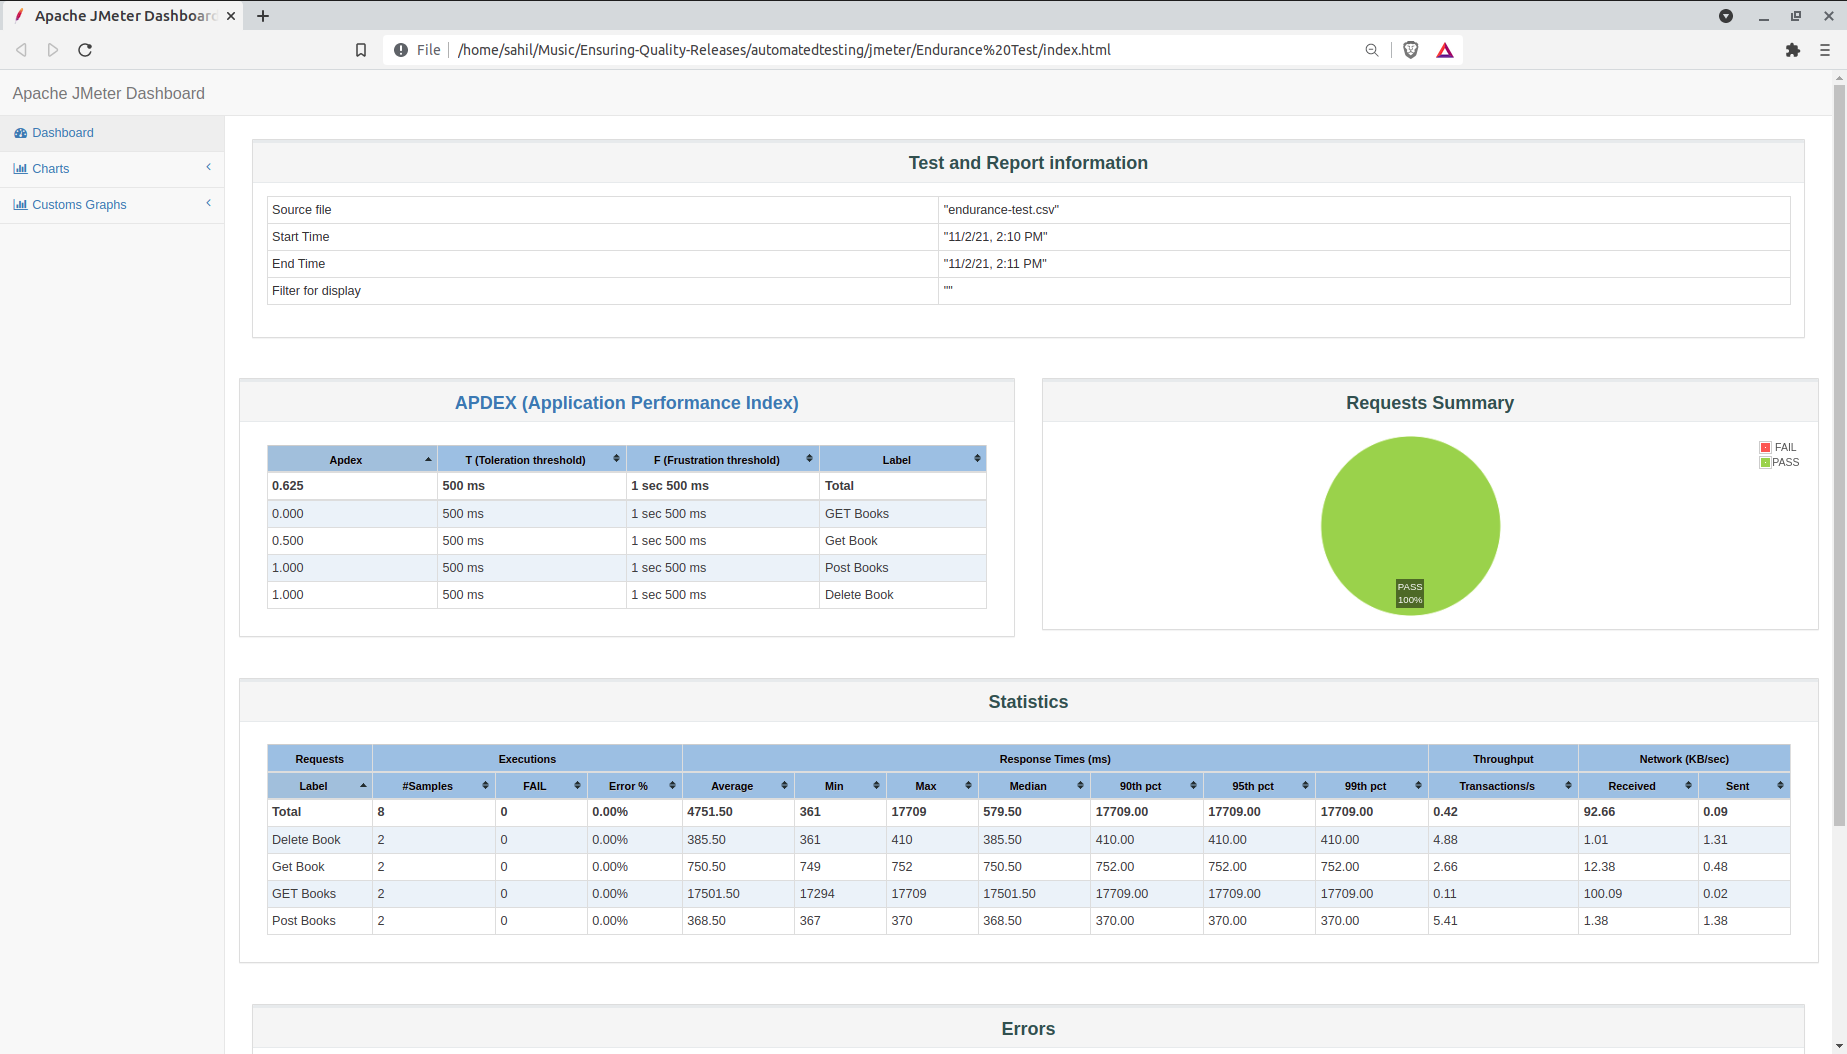 Apache JMeter Dashboard
File /home/sahil/Music/Ensuring-Quality-Releases/automatedtesting/jmeter/Endurance%20Test/index.html
Apache JMeter Dashboard
Dashboard
Charts
Customs Graphs
Test and Report information
Source file "endurance-test.csv"
Start Time "11/2/21, 2:10 PM"
End Time "11/2/21, 2:11 PM"
Filter for display ""
APDEX (Application Performance Index)
Apdex T (Toleration threshold) F (Frustration threshold) Label
0.625 500 ms 1 sec 500 ms Total
0.000 500 ms 1 sec 500 ms GET Books
0.500 500 ms 1 sec 500 ms Get Book
1.000 500 ms 1 sec 500 ms Post Books
1.000 500 ms 1 sec 500 ms Delete Book
Requests Summary
FAIL
PASS
PASS
100%
Statistics
Requests Executions Response Times (ms) Throughput Network (KB/sec)
Label #Samples FAIL Error % Average Min Max Median 90th pct 95th pct 99th pct Transactions/s Received Sent
Total 8 0 0.00% 4751.50 361 17709 579.50 17709.00 17709.00 17709.00 0.42 92.66 0.09
Delete Book 2 0 0.00% 385.50 361 410 385.50 410.00 410.00 410.00 4.88 1.01 1.31
Get Book 2 0 0.00% 750.50 749 752 750.50 752.00 752.00 752.00 2.66 12.38 0.48
GET Books 2 0 0.00% 17501.50 17294 17709 17501.50 17709.00 17709.00 17709.00 0.11 100.09 0.02
Post Books 2 0 0.00% 368.50 367 370 368.50 370.00 370.00 370.00 5.41 1.38 1.38
Errors